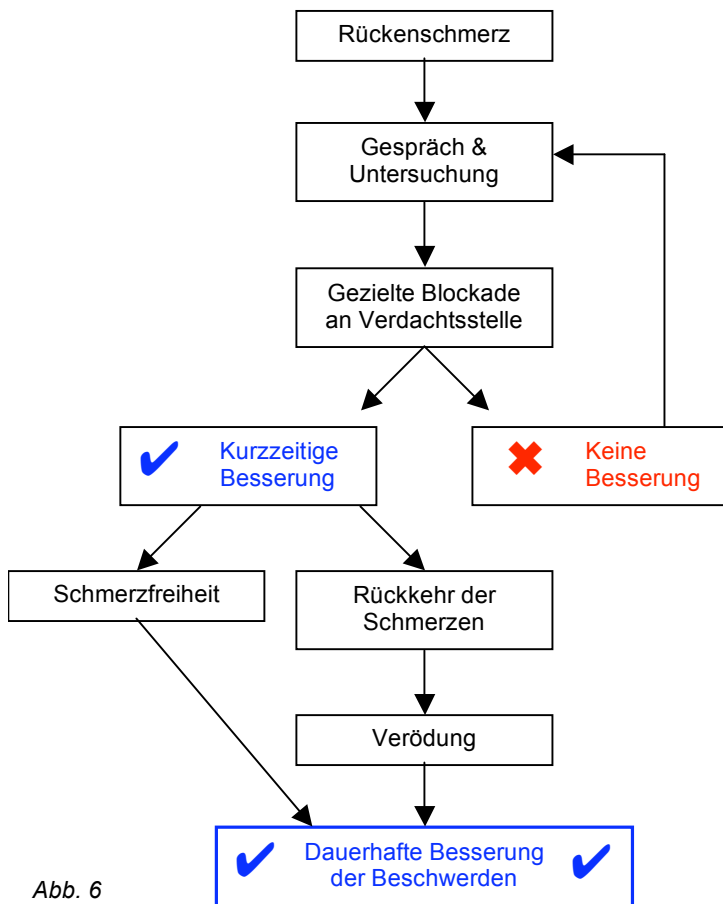 Rückenschmerz
Gespräch &
Untersuchung
Gezielte Blockade
an Verdachtsstelle
Kurzzeitige
Besserung
Keine
Besserung
Schmerzfreiheit
Rückkehr der
Schmerzen
Verödung
Dauerhafte Besserung
der Beschwerden
Abb. 6